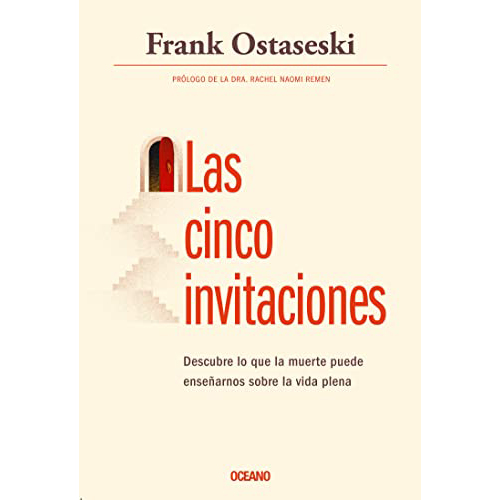 Frank Ostaseski
PRÓLOGO DE LA DRA. RACHEL NAOMI REMEN
Las
cinco
invitaciones
Descubre lo que la muerte puede
enseñarnos sobre la vida plena
OCEANO